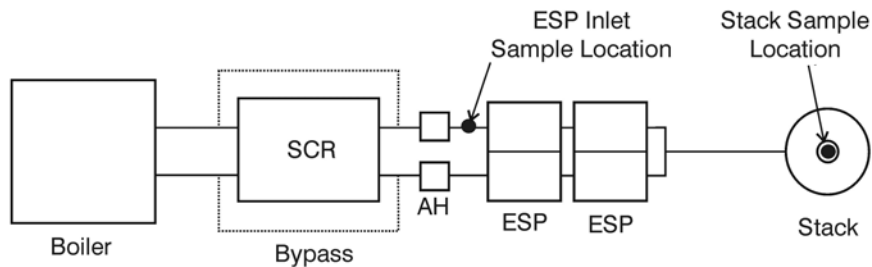 ESP Inlet
Sample Location
Stack Sample
Location
SCR
AH
ESP
ESP
Stack
Boiler
Bypass